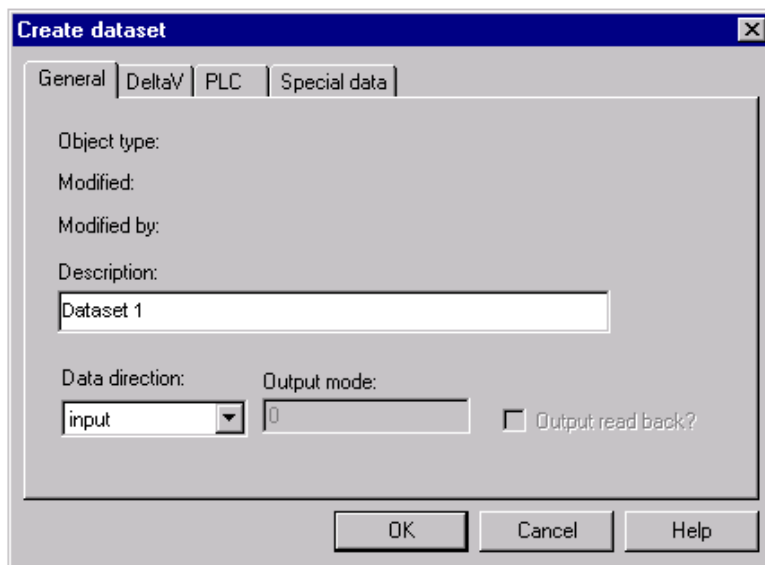 Create dataset
General DeltaV PLC Special data
Object type:
Modified:
Modified by:
Description:
Dataset 1
Data direction: Output mode:
input 0 Output read back?
OK Cancel Help